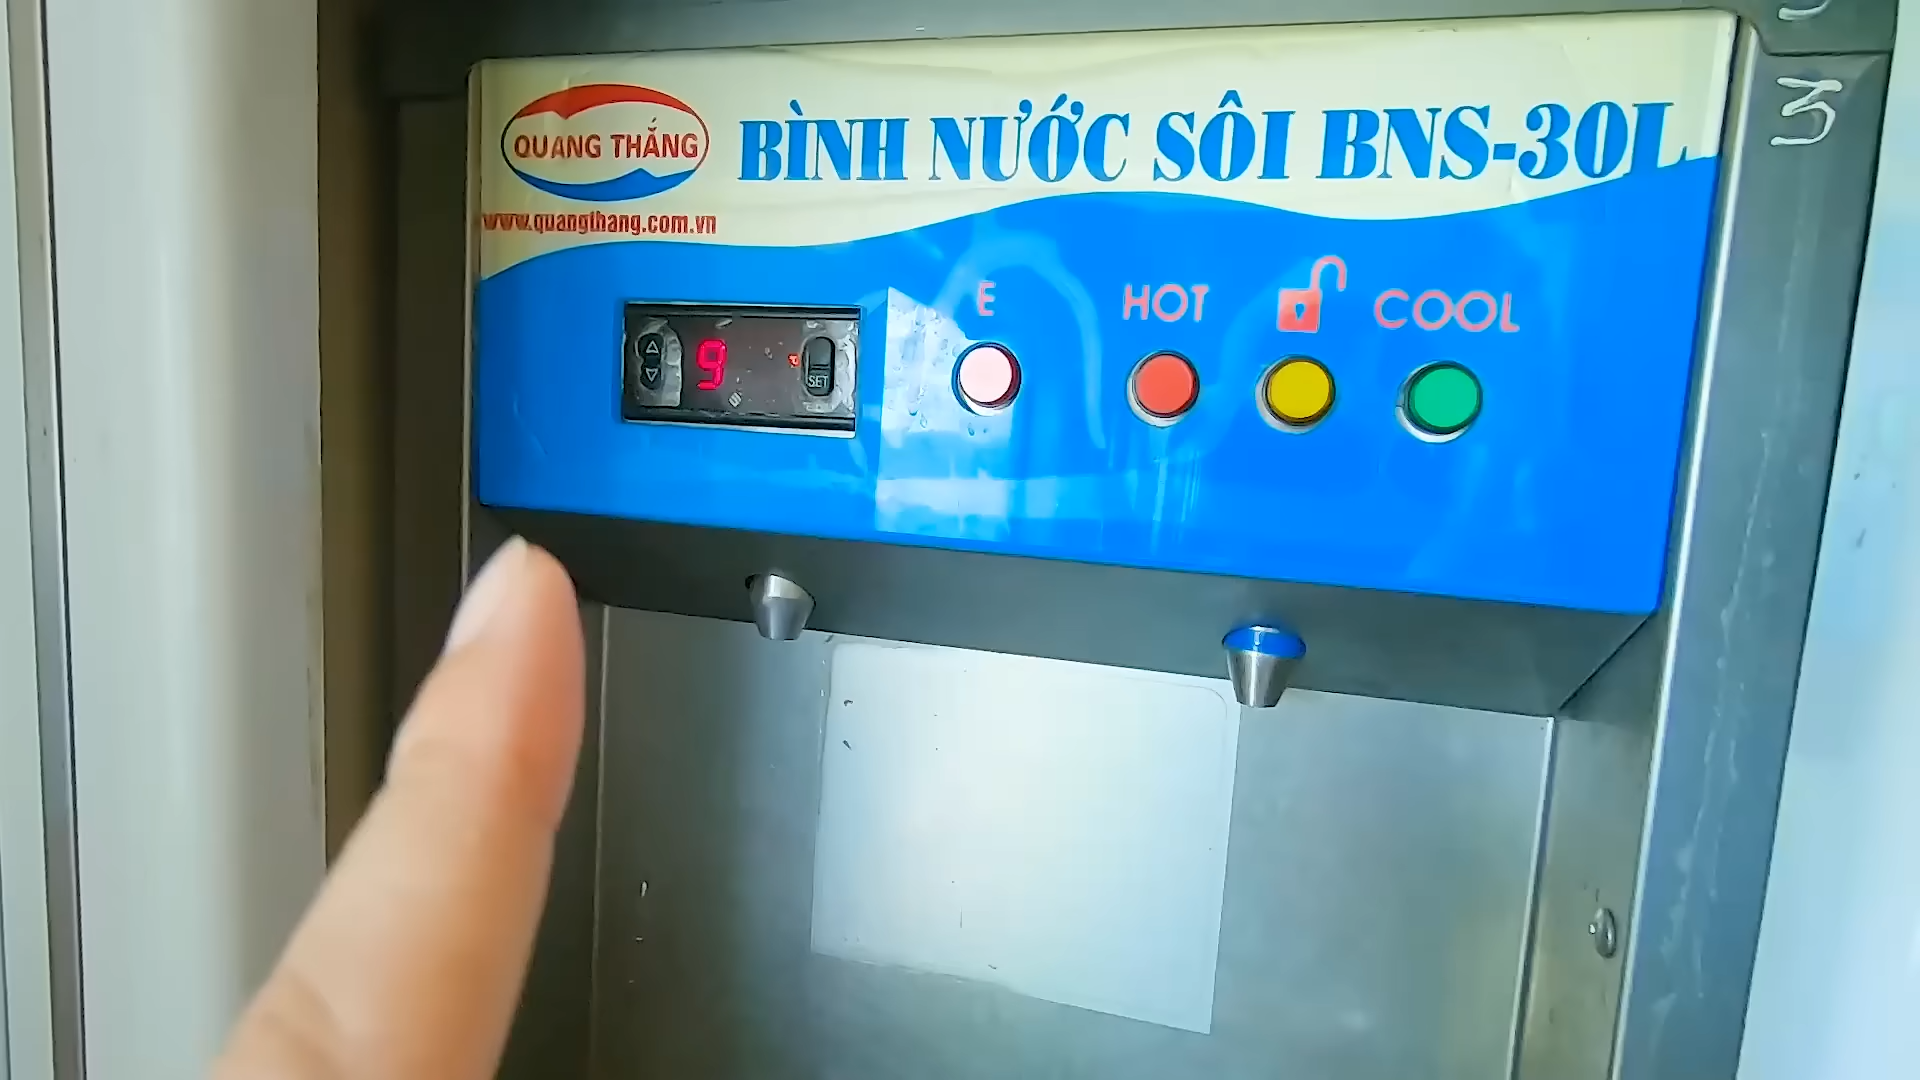 QUANG THẮNG
BÌNH NƯỚC SÔI BNS-30L
www.quangthang.com.vn
E
HOT
COOL
9
SET
3